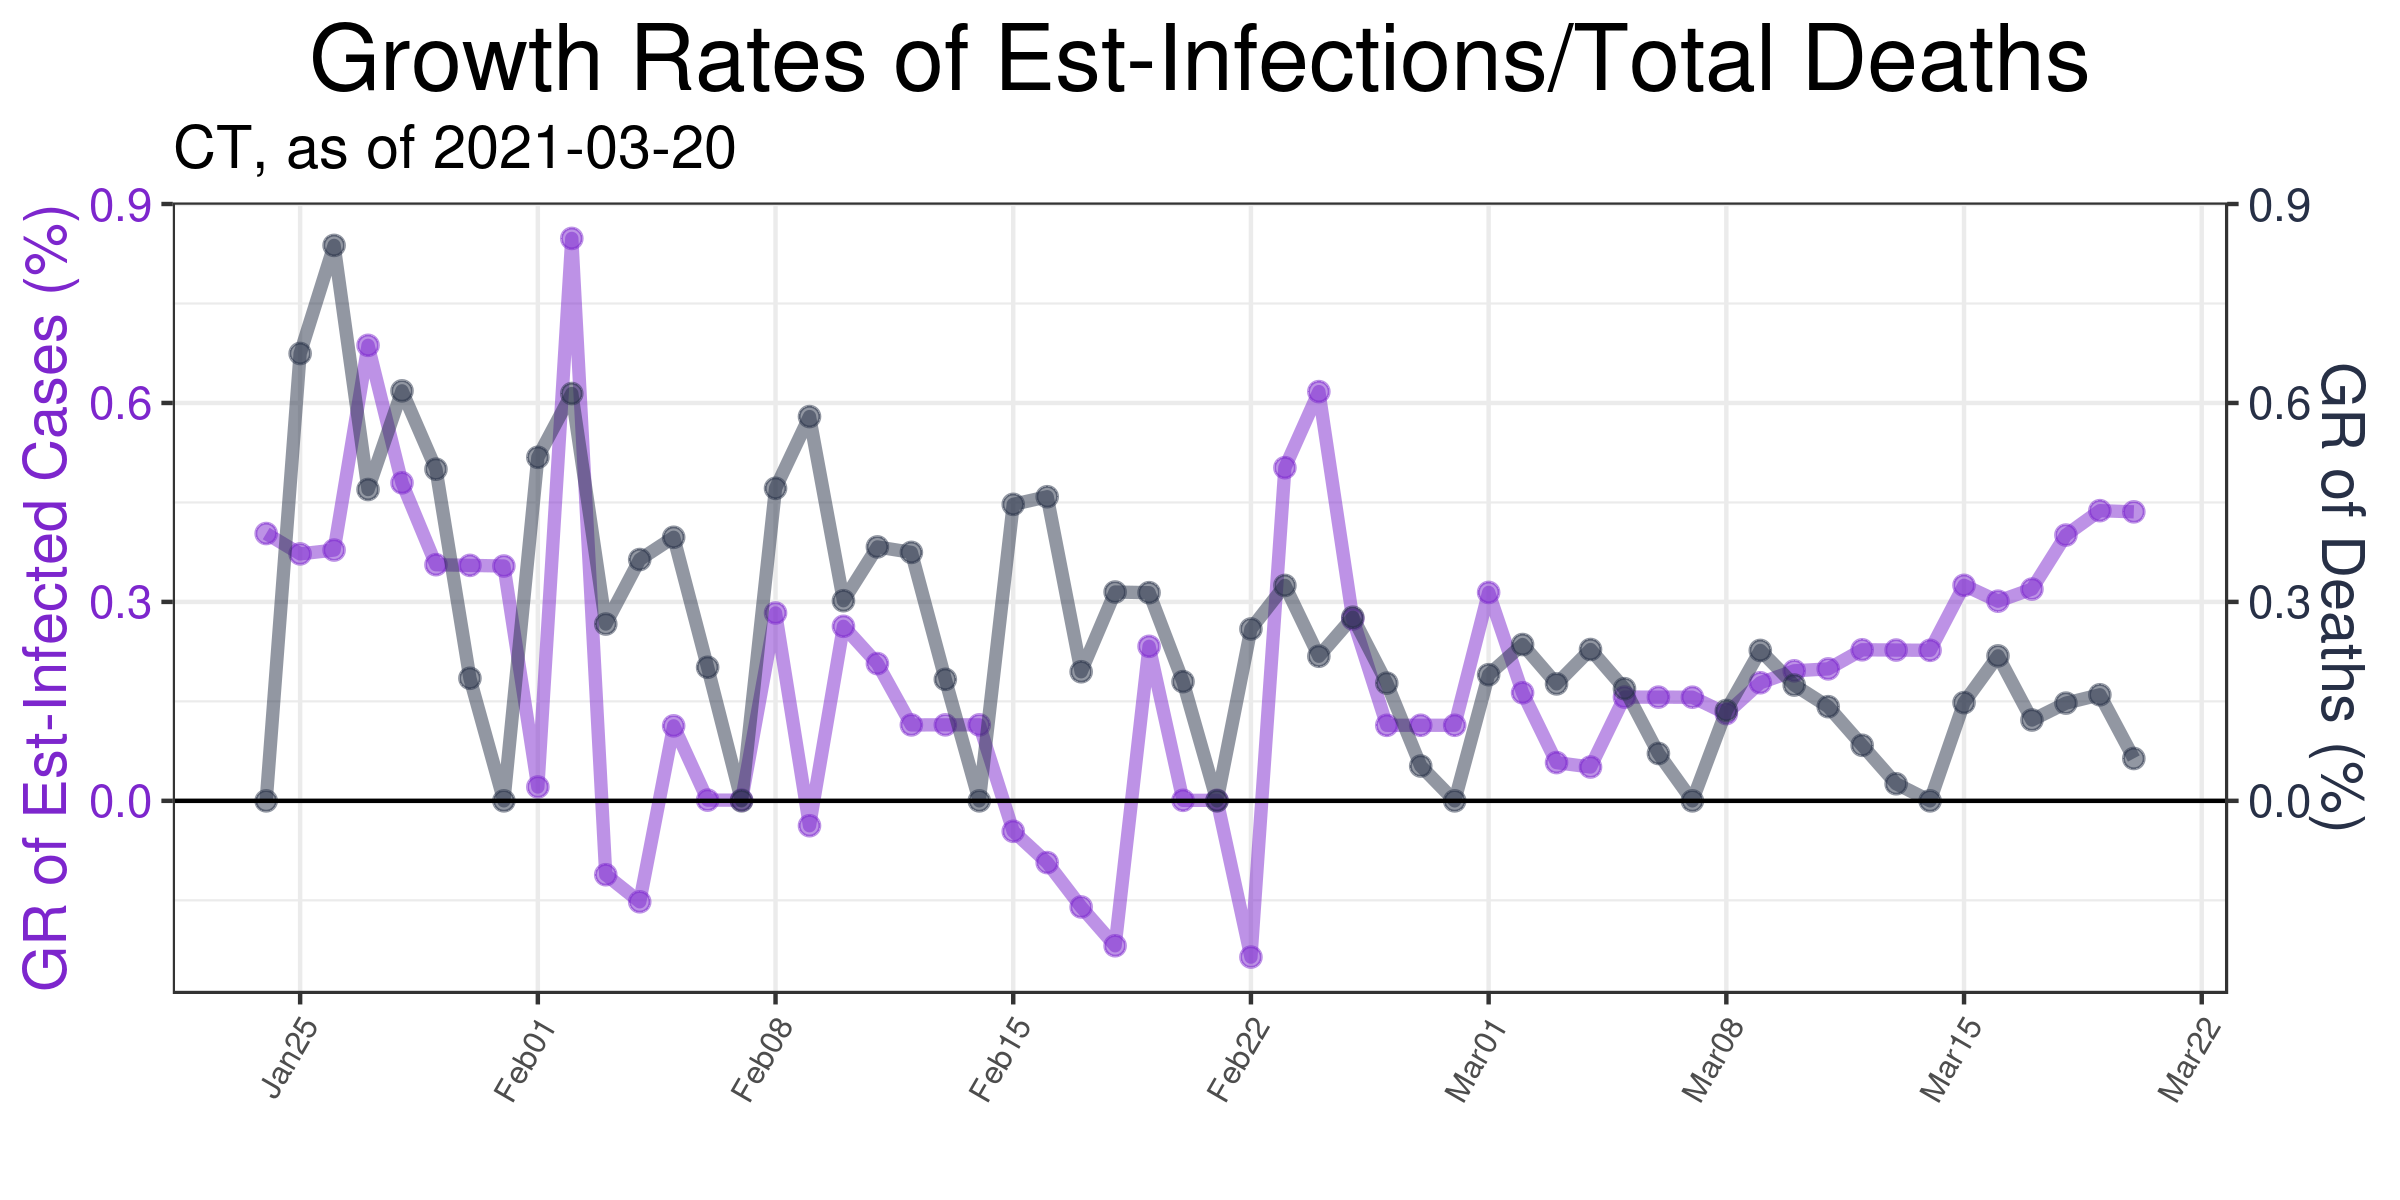 Growth Rates of Est-Infections/Total Deaths
CT, as of 2021-03-20
GR of Est-Infected Cases (%)
0.9
0.6
0.3
0.0
0.9
0.6
0.3
0.0
GR of Deaths (%)
Jan25
Feb01
Feb08
Feb15
Feb22
Mar01
Mar08
Mar15
Mar22